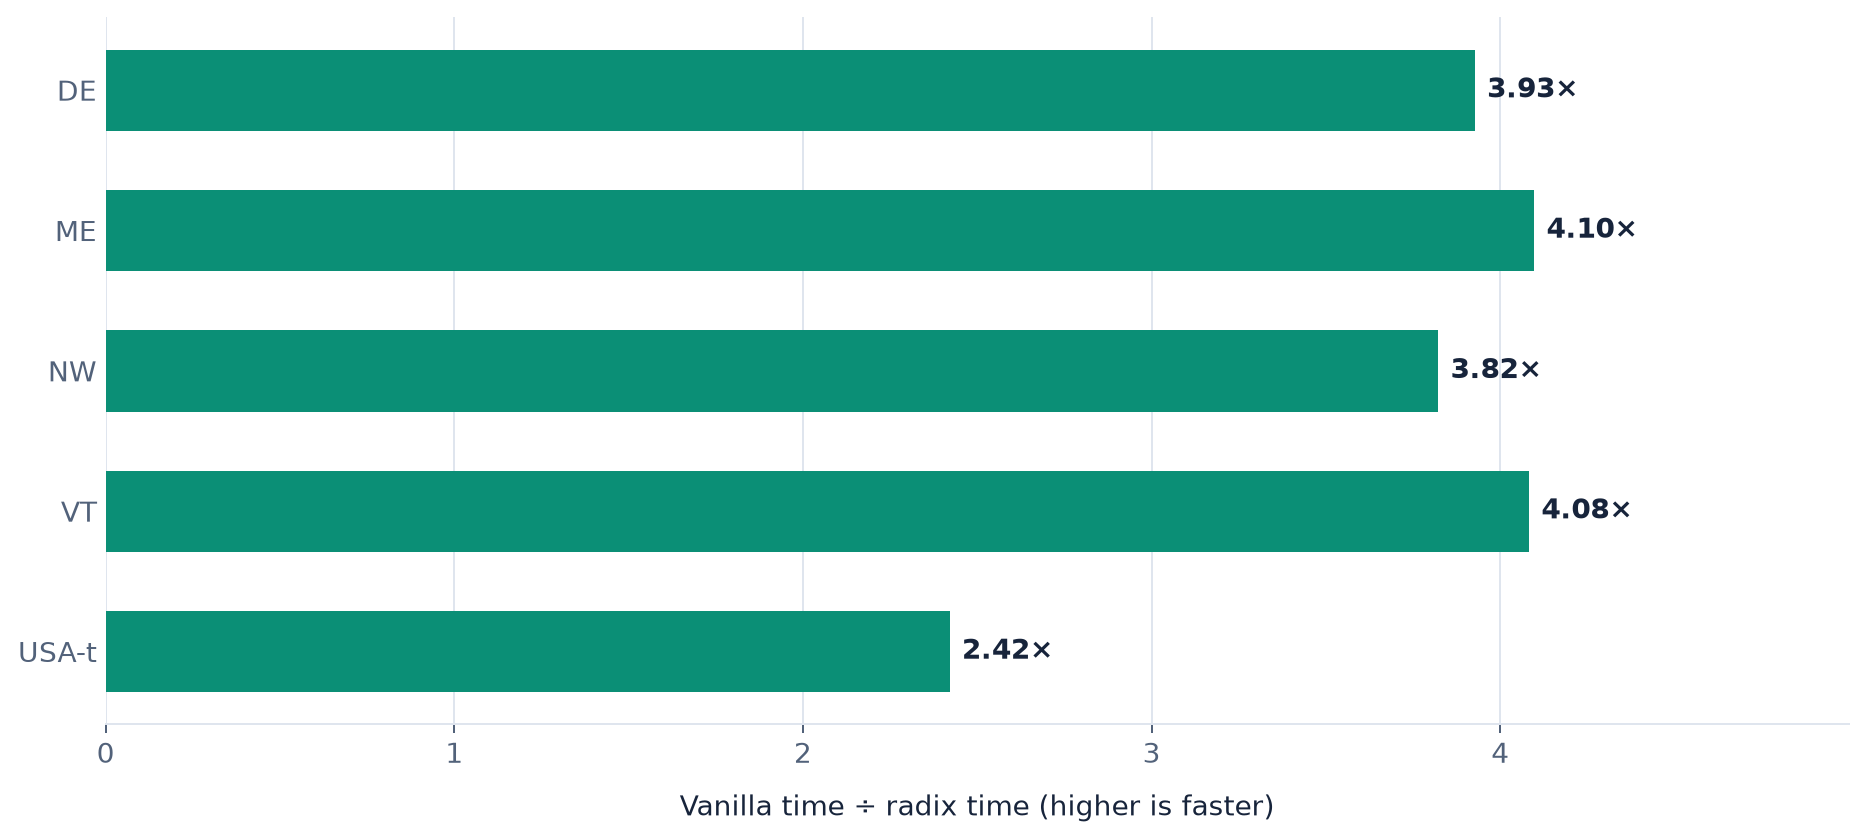 DE 3.93×
ME 4.10×
NW 3.82×
VT 4.08×
USA-t 2.42×
0 1 2 3 4
Vanilla time ÷ radix time (higher is faster)